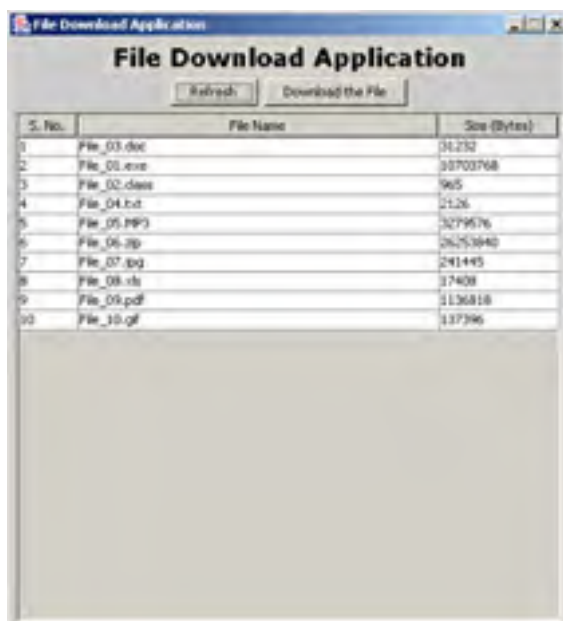 File Download Application
File Download Application
Refresh Download the File
S. No. File Name Size (Bytes)
1 File_03.doc 31232
2 File_01.exe 10703768
3 File_02.class 965
4 File_04.txt 2126
5 File_05.MP3 3279576
6 File_06.zip 26253840
7 File_07.jpg 241445
8 File_08.xls 17408
9 File_09.pdf 1136818
10 File_10.gif 137396